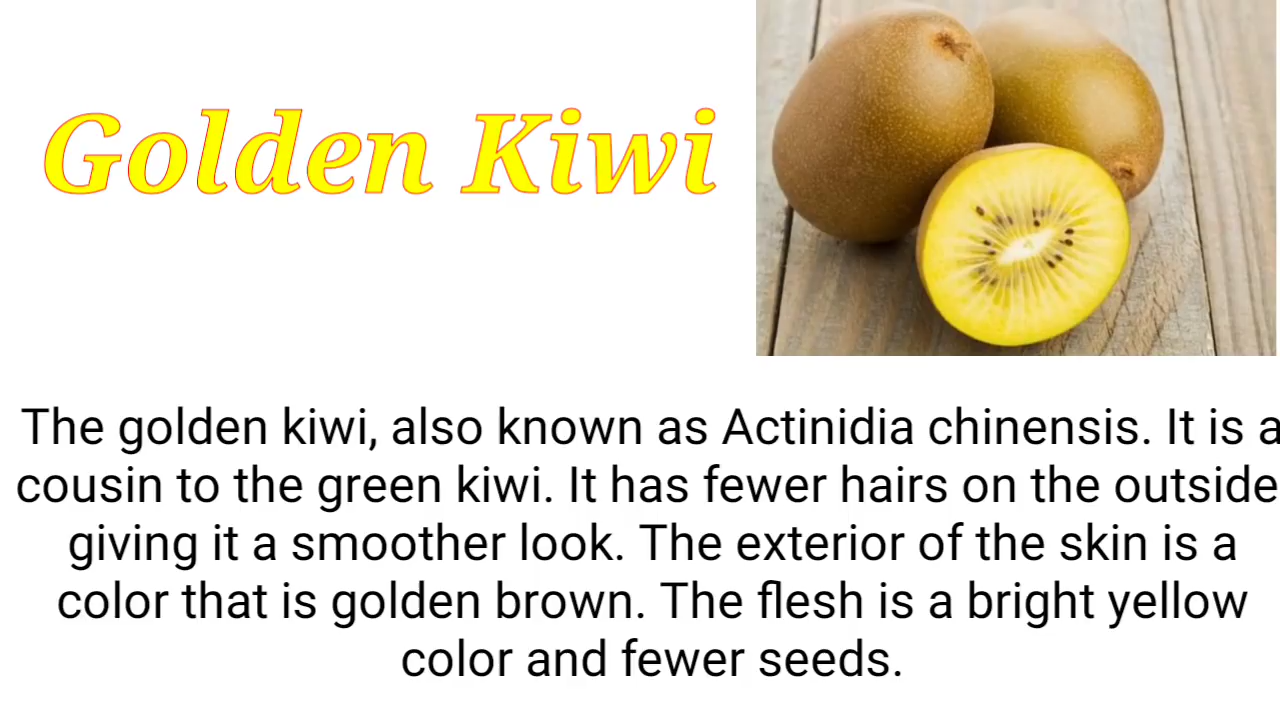 Golden Kiwi
The golden kiwi, also known as Actinidia chinensis. It is a
cousin to the green kiwi. It has fewer hairs on the outside
giving it a smoother look. The exterior of the skin is a
color that is golden brown. The flesh is a bright yellow
color and fewer seeds.